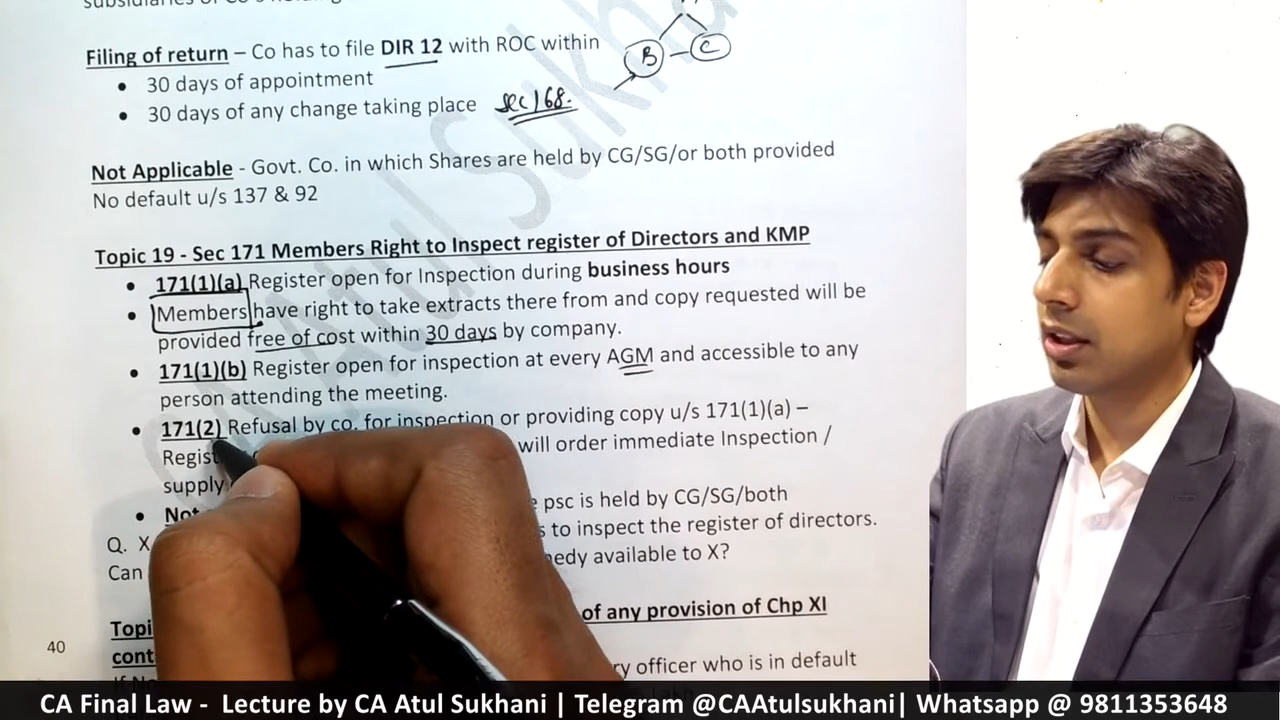 subsidiaries of Co's holding
Filing of return – Co has to file DIR 12 with ROC within
B C
• 30 days of appointment
• 30 days of any change taking place sec 168.
Not Applicable - Govt. Co. in which Shares are held by CG/SG/or both provided
No default u/s 137 & 92
Topic 19 - Sec 171 Members Right to Inspect register of Directors and KMP
• 171(1)(a) Register open for Inspection during business hours
• Members have right to take extracts there from and copy requested will be
provided free of cost within 30 days by company.
• 171(1)(b) Register open for inspection at every AGM and accessible to any
person attending the meeting.
• 171(2) Refusal by co. for inspection or providing copy u/s 171(1)(a) –
will order immediate Inspection /
supply
• psc is held by CG/SG/both
Q. X to inspect the register of directors.
Can available to X?
of any provision of Chp XI
officer who is in default
40
CA Atul Sukhani
CA Final Law - Lecture by CA Atul Sukhani | Telegram @CAAtulsukhani| Whatsapp @ 9811353648